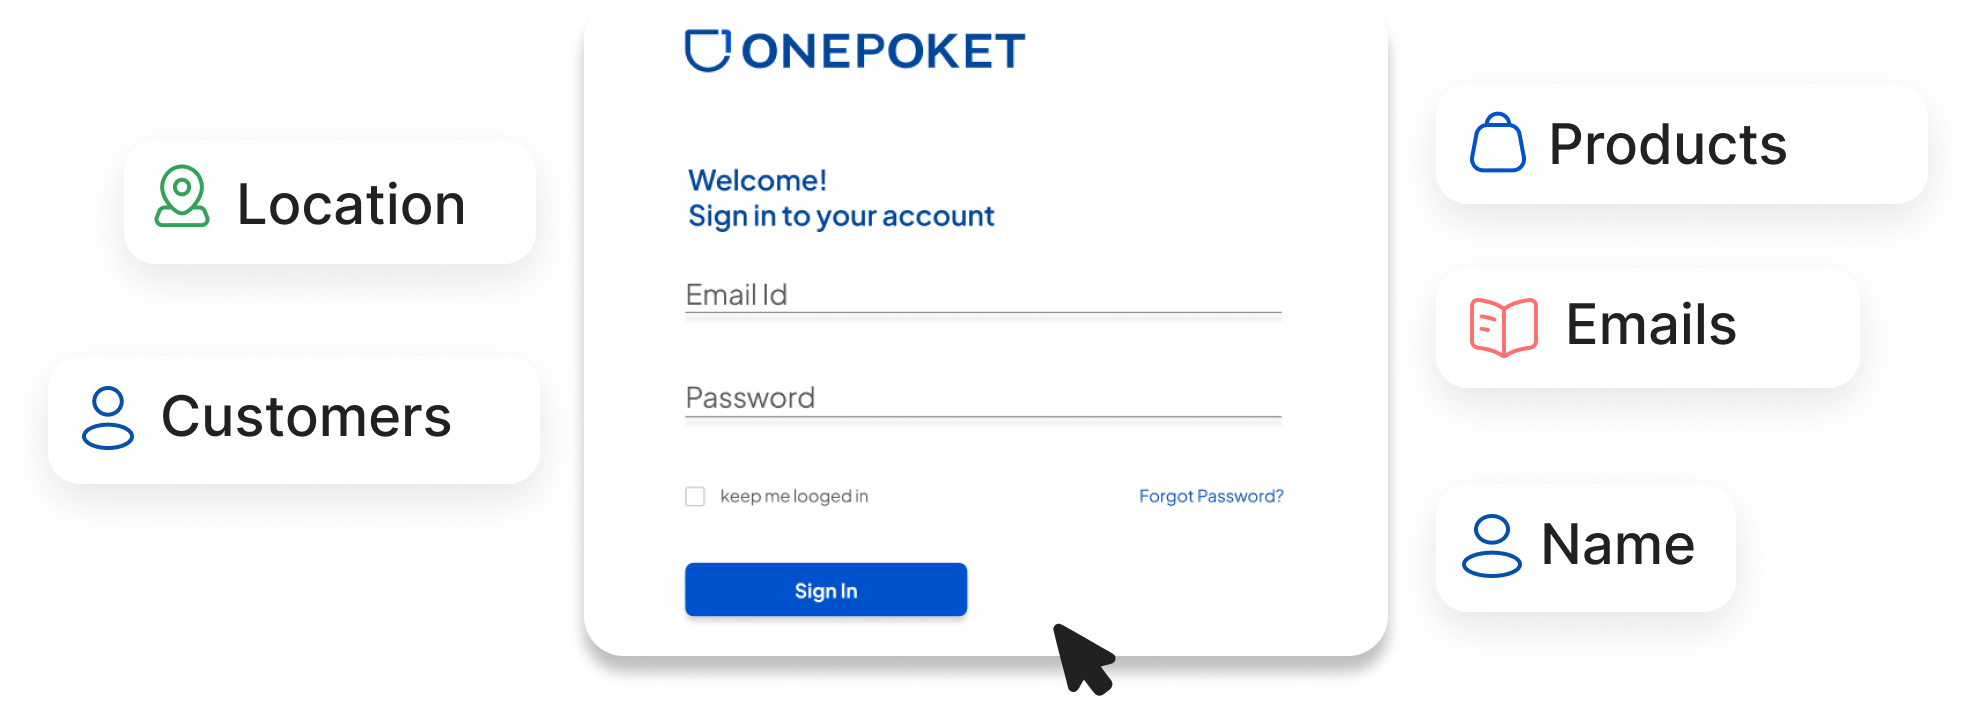 ONEPOKET
Location
Customers
Welcome!
Sign in to your account
Email Id
Password
keep me looged in
Forgot Password?
Sign In
Products
Emails
Name